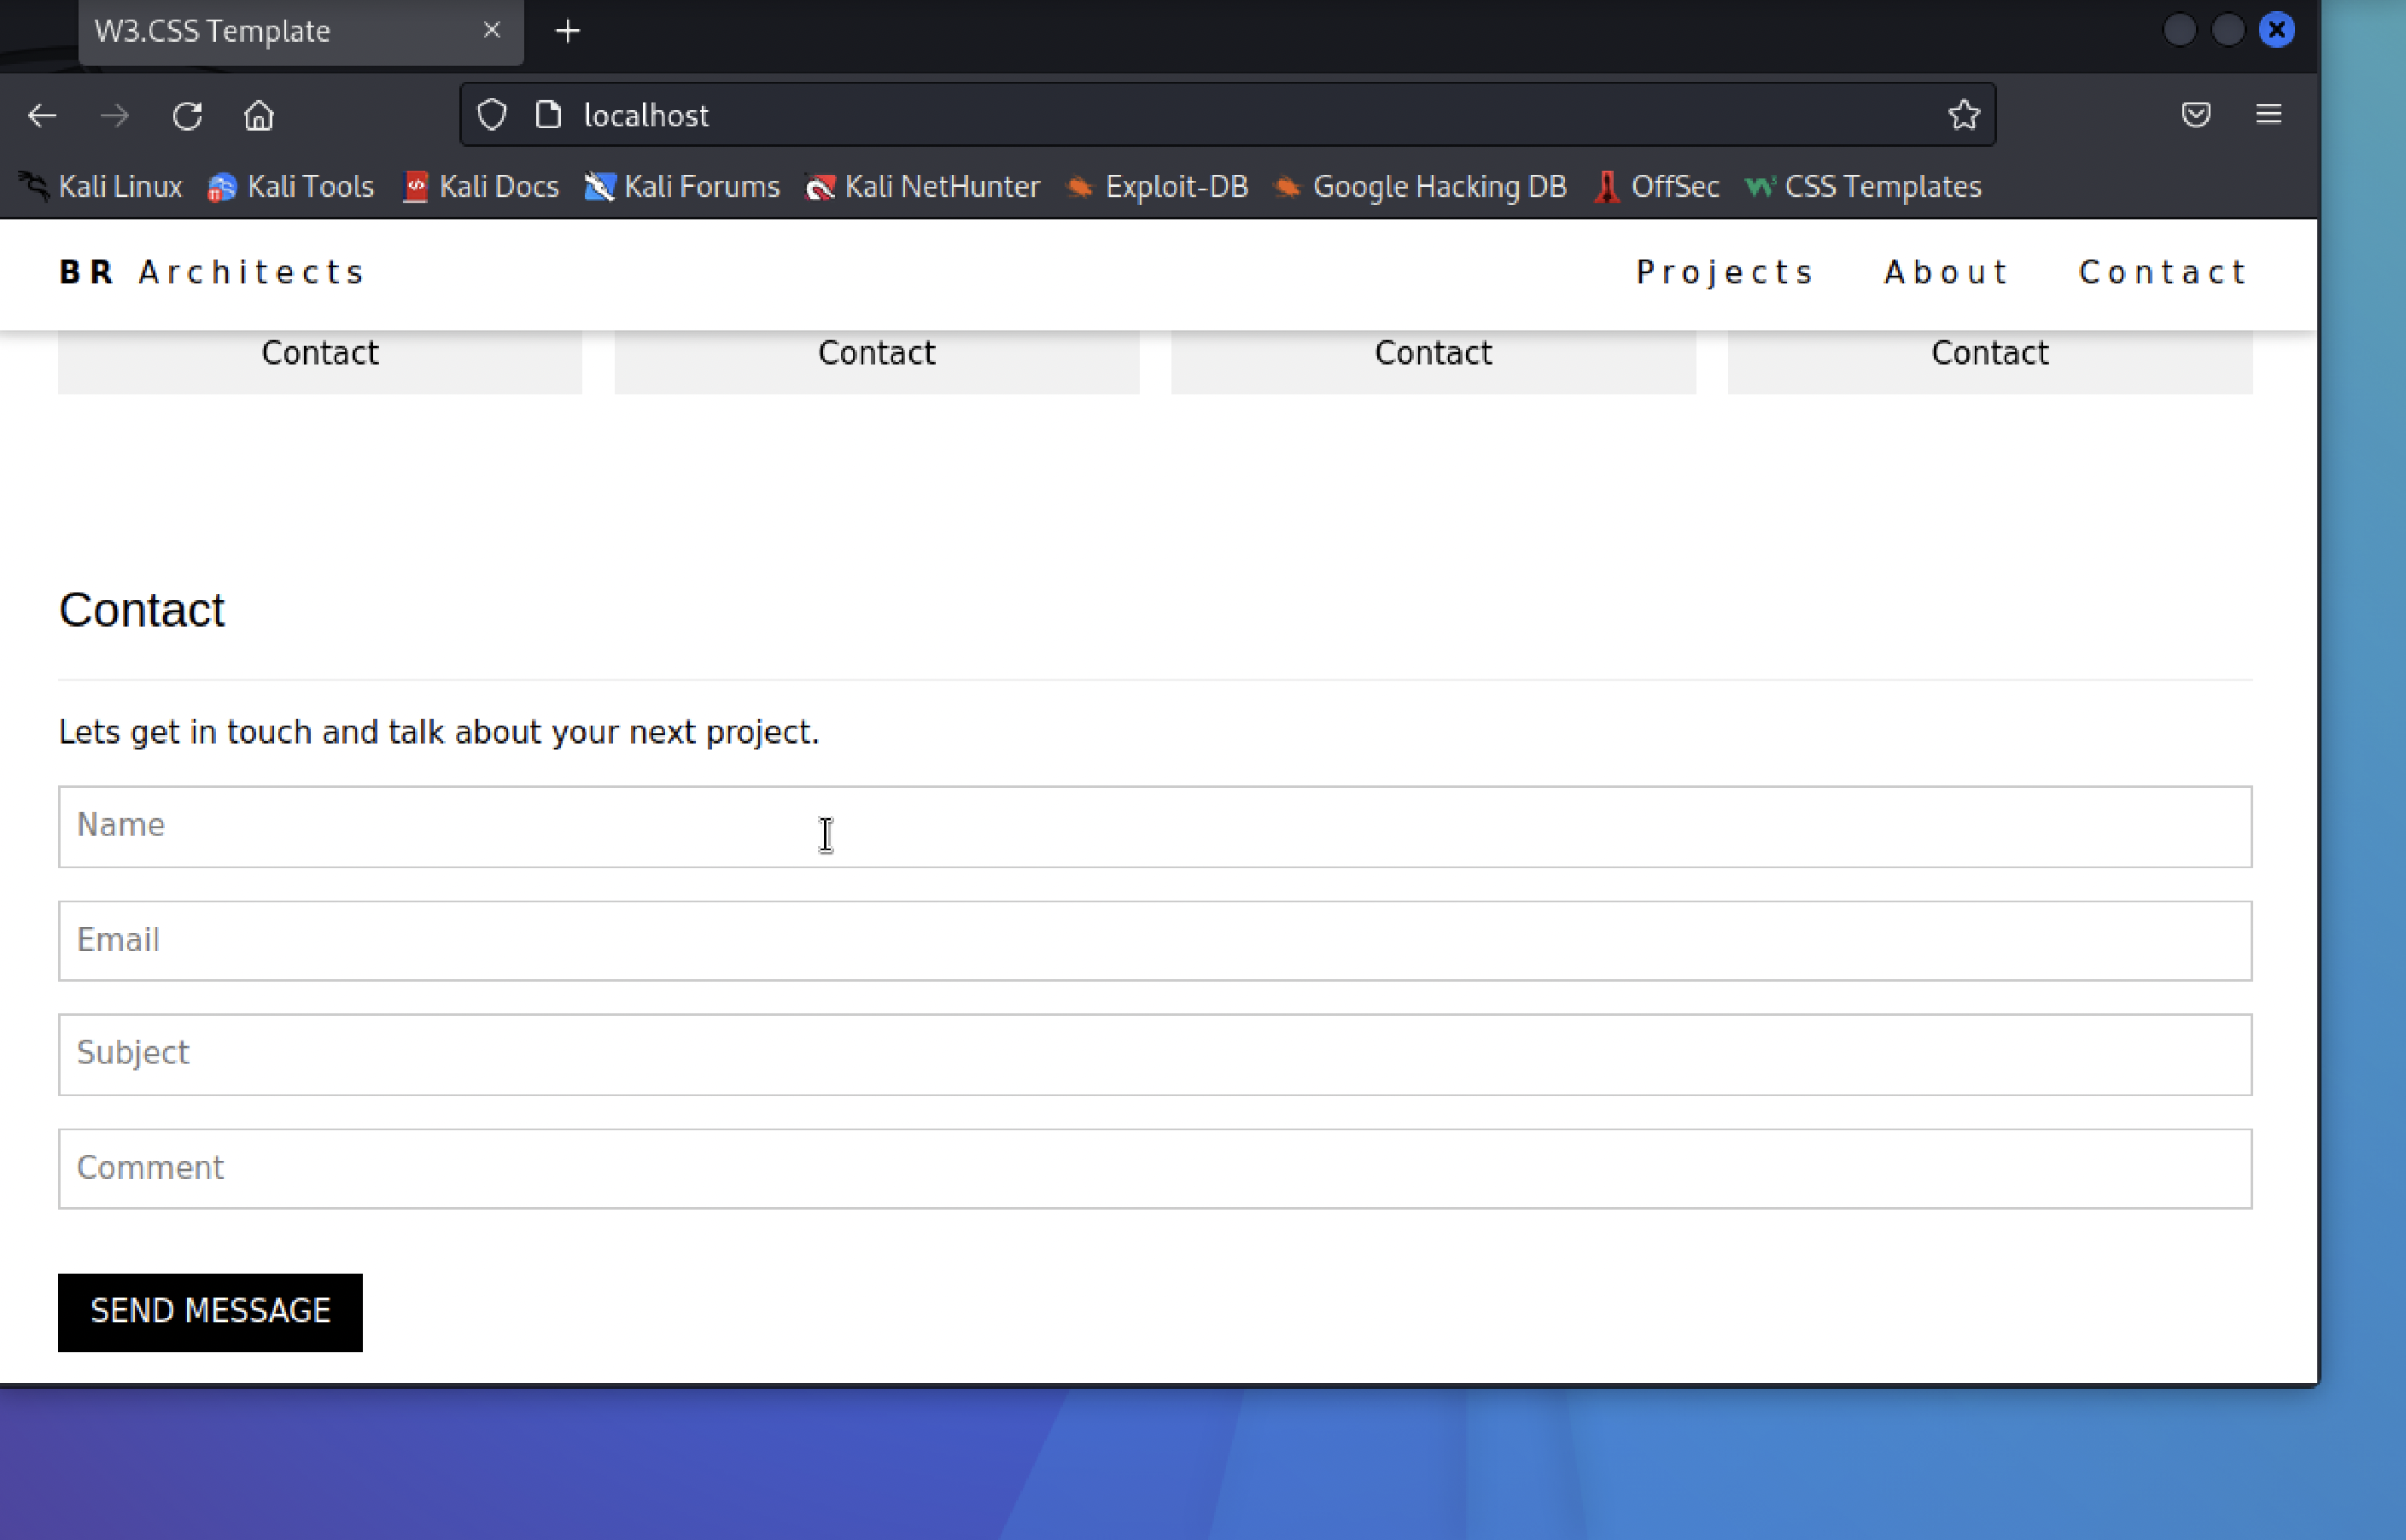 W3.CSS Template
localhost
Kali Linux Kali Tools Kali Docs Kali Forums Kali NetHunter Exploit-DB Google Hacking DB OffSec CSS Templates
BR Architects Projects About Contact
Contact Contact Contact Contact
Contact
Lets get in touch and talk about your next project.
Name
Email
Subject
Comment
SEND MESSAGE